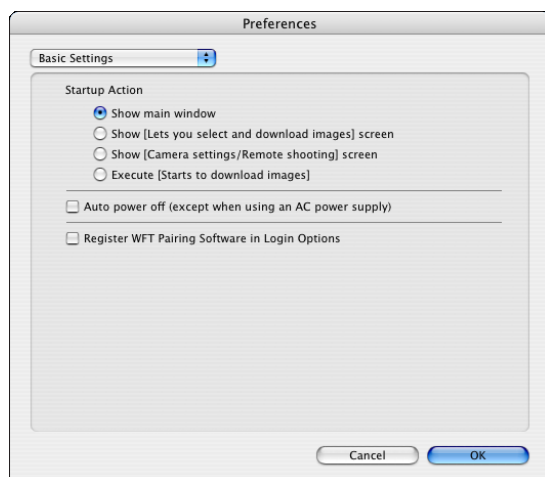 Preferences
Basic Settings
Startup Action
Show main window
Show [Lets you select and download images] screen
Show [Camera settings/Remote shooting] screen
Execute [Starts to download images]
Auto power off (except when using an AC power supply)
Register WFT Pairing Software in Login Options
Cancel
OK